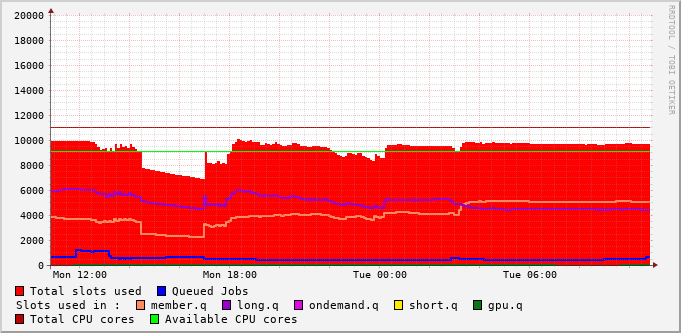 RRDTOOL / TOBI OETIKER
20000
18000
16000
14000
12000
10000
8000
6000
4000
2000
0
Mon 12:00 Mon 18:00 Tue 00:00 Tue 06:00
Total slots used Queued Jobs
Slots used in : member.q long.q ondemand.q short.q gpu.q
Total CPU cores Available CPU cores